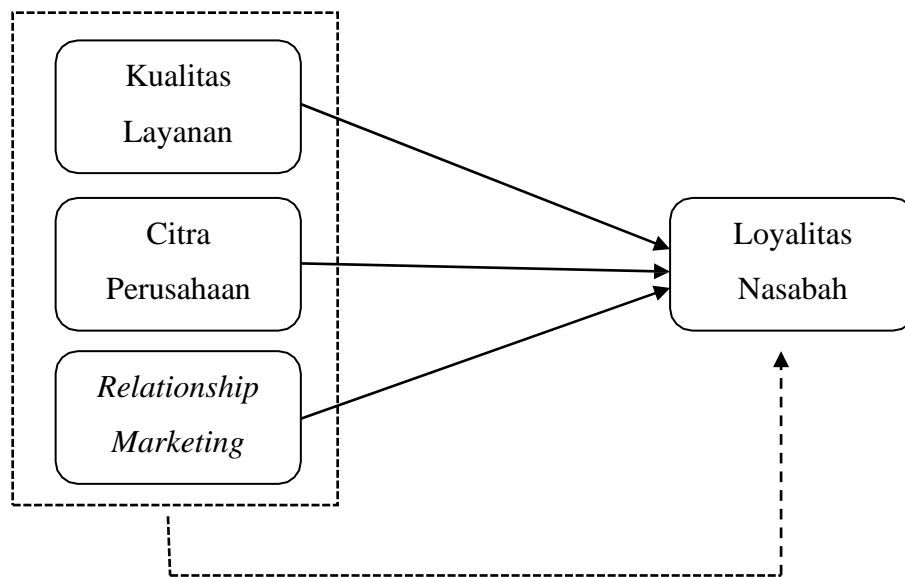 Kualitas
Layanan
Citra
Perusahaan
Relationship
Marketing
Loyalitas
Nasabah